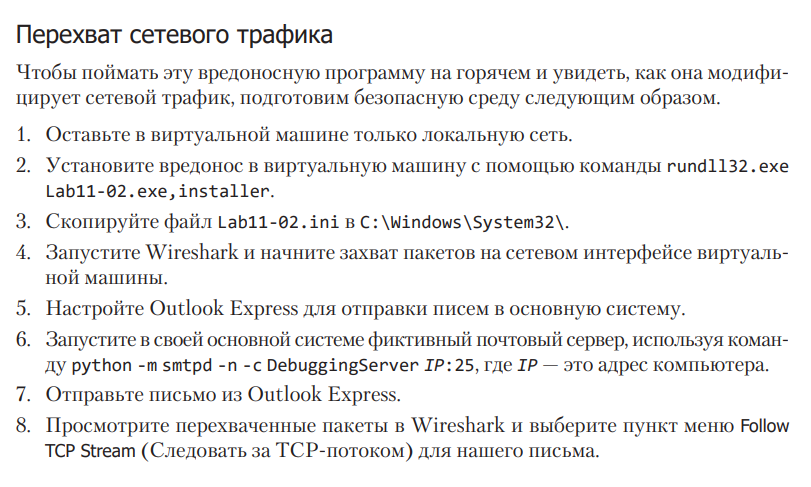 Перехват сетевого трафика
Чтобы поймать эту вредоносную программу на горячем и увидеть, как она модифи-
цирует сетевой трафик, подготовим безопасную среду следующим образом.
1. Оставьте в виртуальной машине только локальную сеть.
2. Установите вредонос в виртуальную машину с помощью команды rundll32.exe
Lab11-02.exe,installer.
3. Скопируйте файл Lab11-02.ini в C:\Windows\System32\.
4. Запустите Wireshark и начните захват пакетов на сетевом интерфейсе виртуаль-
ной машины.
5. Настройте Outlook Express для отправки писем в основную систему.
6. Запустите в своей основной системе фиктивный почтовый сервер, используя коман-
ду python -m smtpd -n -c DebuggingServer IP:25, где IP — это адрес компьютера.
7. Отправьте письмо из Outlook Express.
8. Просмотрите перехваченные пакеты в Wireshark и выберите пункт меню Follow
TCP Stream (Следовать за TCP-потоком) для нашего письма.